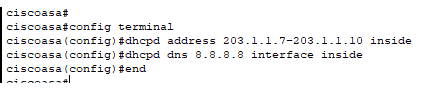 ciscoasa#
ciscoasa#config terminal
ciscoasa(config)#dhcpd address 203.1.1.7-203.1.1.10 inside
ciscoasa(config)#dhcpd dns 8.8.8.8 interface inside
ciscoasa(config)#end
ciscoasa#